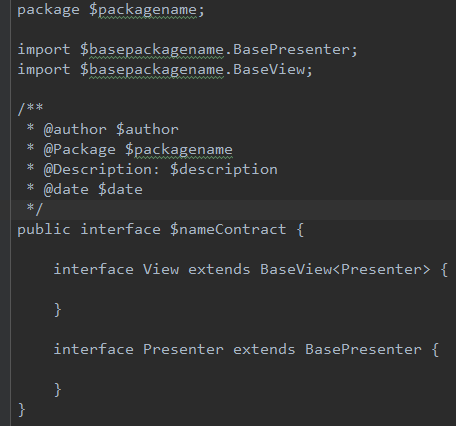 package $packagename;
import $basepackagename.BasePresenter;
import $basepackagename.BaseView;
/**
 * @author $author
 * @Package $packagename
 * @Description: $description
 * @date $date
 */
public interface $nameContract {
    interface View extends BaseView<Presenter> {
    }
    interface Presenter extends BasePresenter {
    }
}